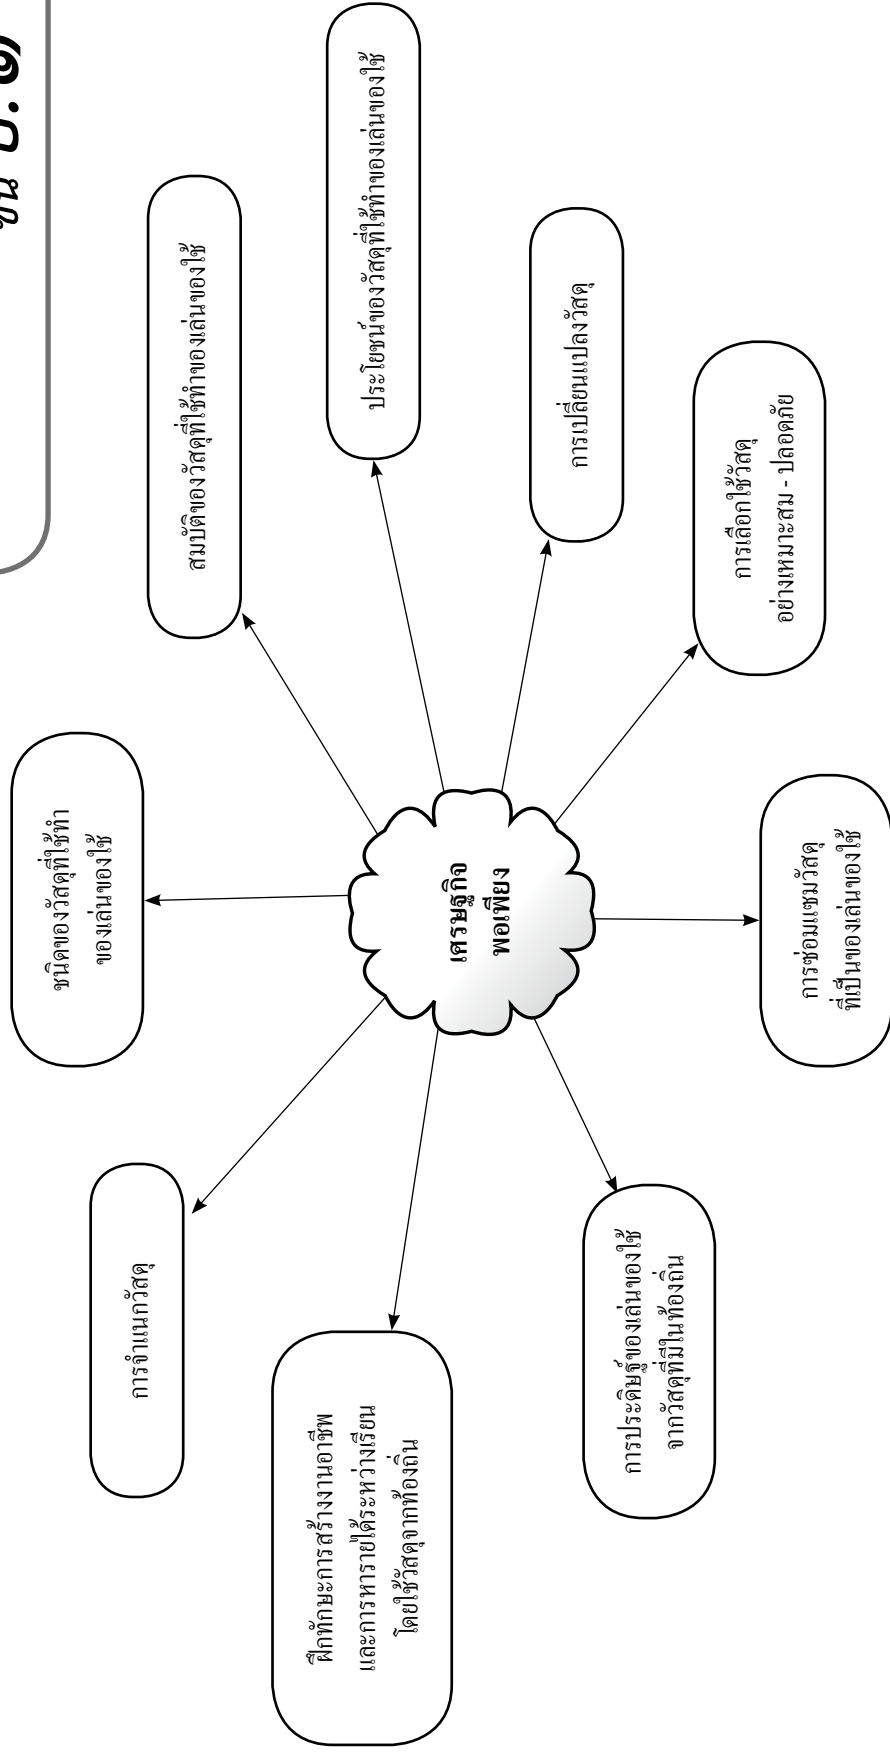 ชั้น ป.๑
ชนิดของวัสดุที่ใช้ทำ
ของเล่นของใช้
สมบัติของวัสดุที่ใช้ทำของเล่นของใช้
ประโยชน์ของวัสดุที่ใช้ทำของเล่นของใช้
การเปลี่ยนแปลงวัสดุ
การเลือกใช้วัสดุ
อย่างเหมาะสม - ปลอดภัย
การซ่อมแซมวัสดุ
ที่เป็นของเล่นของใช้
การประดิษฐ์ของเล่นของใช้
จากวัสดุที่มีในท้องถิ่น
ฝึกทักษะการสร้างงานอาชีพ
และการหารายได้ระหว่างเรียน
โดยใช้วัสดุจากท้องถิ่น
การจำแนกวัสดุ
เศรษฐกิจ
พอเพียง